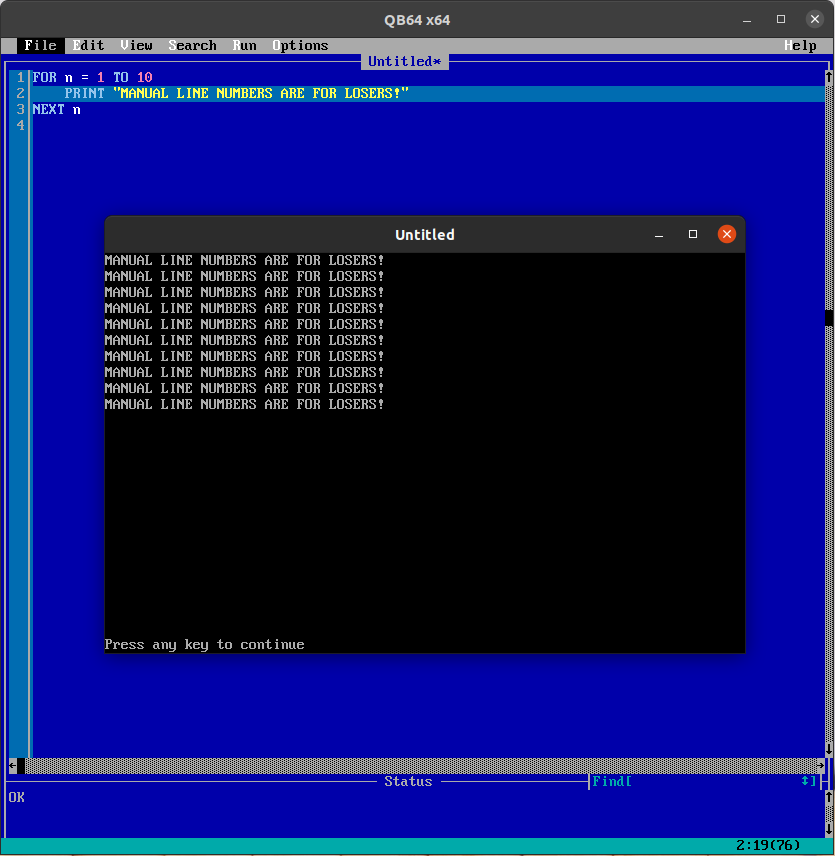 QB64 x64
File Edit View Search Run Options Help
Untitled*
1 FOR n = 1 TO 10
2 PRINT "MANUAL LINE NUMBERS ARE FOR LOSERS!"
3 NEXT n
4
Untitled
MANUAL LINE NUMBERS ARE FOR LOSERS!
MANUAL LINE NUMBERS ARE FOR LOSERS!
MANUAL LINE NUMBERS ARE FOR LOSERS!
MANUAL LINE NUMBERS ARE FOR LOSERS!
MANUAL LINE NUMBERS ARE FOR LOSERS!
MANUAL LINE NUMBERS ARE FOR LOSERS!
MANUAL LINE NUMBERS ARE FOR LOSERS!
MANUAL LINE NUMBERS ARE FOR LOSERS!
MANUAL LINE NUMBERS ARE FOR LOSERS!
MANUAL LINE NUMBERS ARE FOR LOSERS!
Press any key to continue
Status Find[ ↕]
OK
2:19(76)